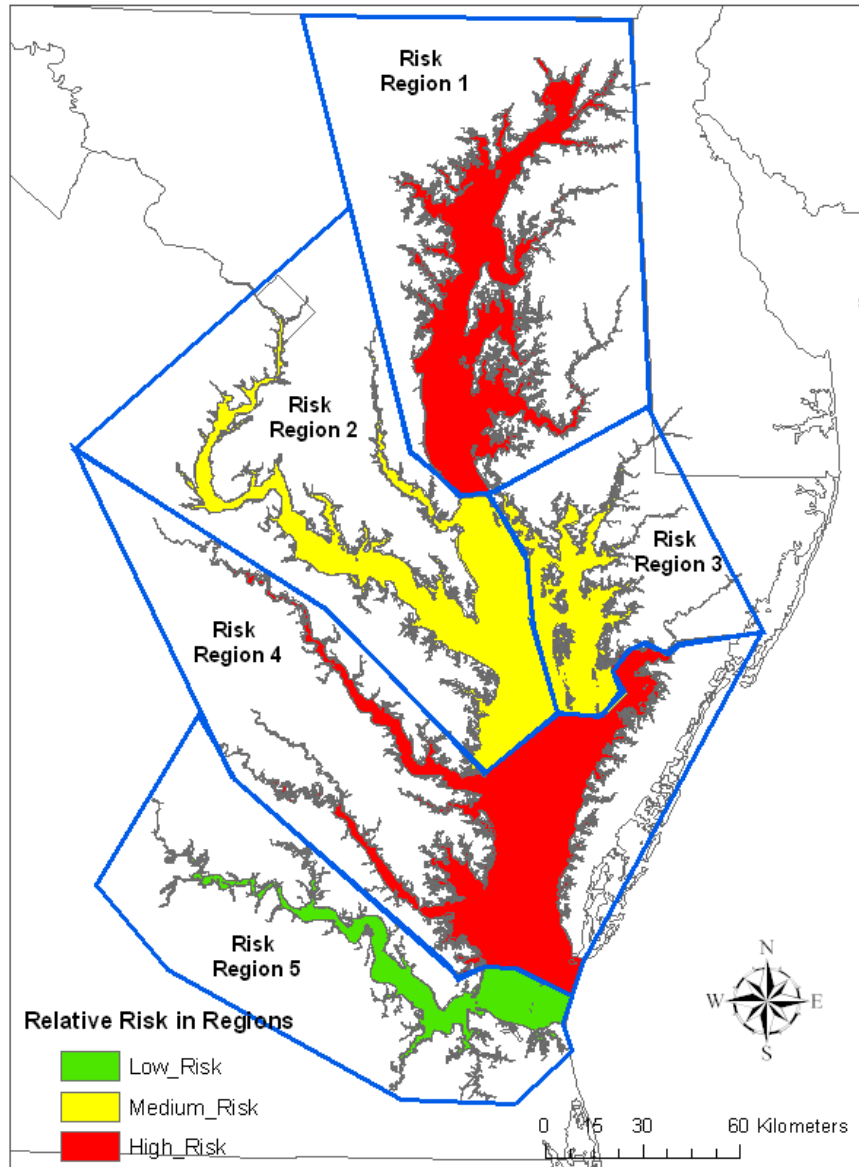 Risk
Region 1
Risk
Region 2
Risk
Region 3
Risk
Region 4
Risk
Region 5
N
W
E
S
Relative Risk in Regions
Low_Risk
Medium_Risk
High_Risk
0 15 30 60 Kilometers